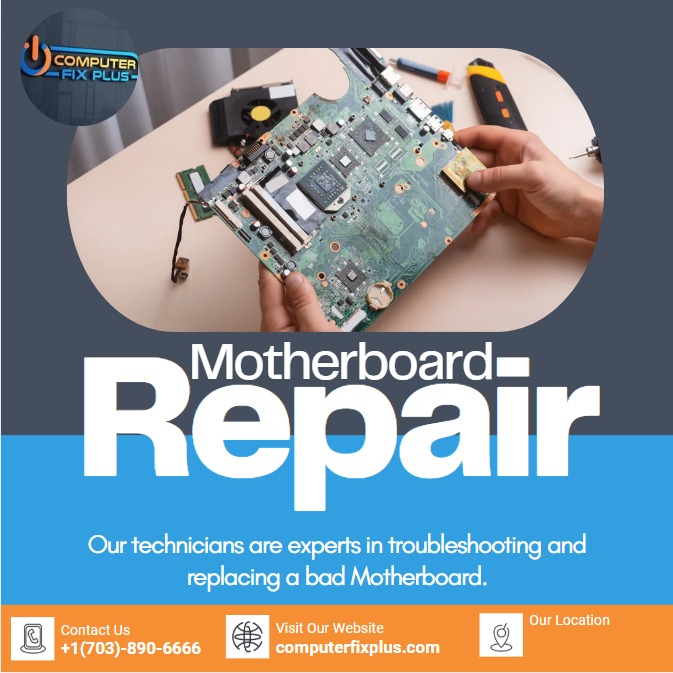 COMPUTER
FIX PLUS
Motherboard
Repair
Our technicians are experts in troubleshooting and
replacing a bad Motherboard.
Contact Us
+1(703)-890-6666
Visit Our Website
computerfixplus.com
Our Location